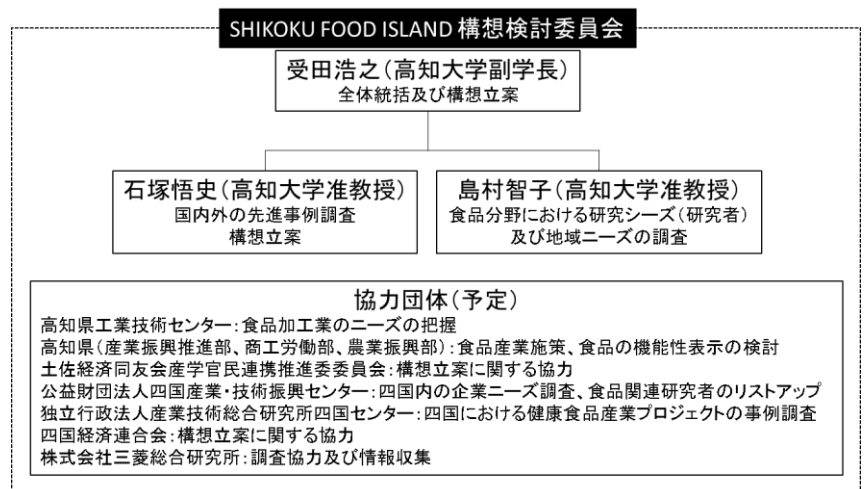 SHIKOKU FOOD ISLAND 構想検討委員会
受田浩之(高知大学副学長)
全体統括及び構想立案
石塚悟史(高知大学准教授)
国内外の先進事例調査
構想立案
島村智子(高知大学准教授)
食品分野における研究シーズ(研究者)
及び地域ニーズの調査
協力団体(予定)
高知県工業技術センター:食品加工業のニーズの把握
高知県(産業振興推進部、商工労働部、農業振興部):食品産業施策、食品の機能性表示の検討
土佐経済同友会産学官民連携推進委委員会:構想立案に関する協力
公益財団法人四国産業・技術振興センター:四国内の企業ニーズ調査、食品関連研究者のリストアップ
独立行政法人産業技術総合研究所四国センター:四国における健康食品産業プロジェクトの事例調査
四国経済連合会:構想立案に関する協力
株式会社三菱総合研究所:調査協力及び情報収集